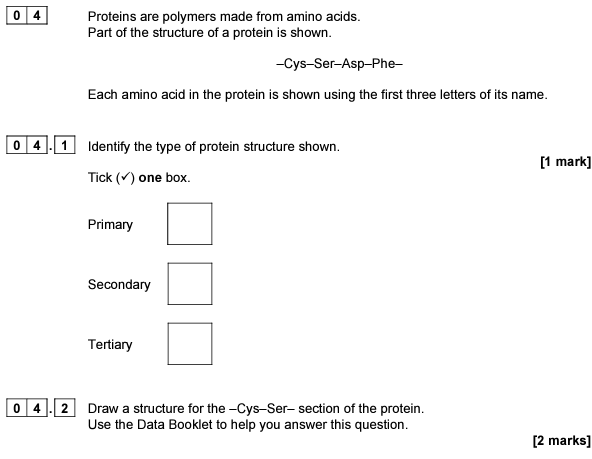 0 4 Proteins are polymers made from amino acids.
Part of the structure of a protein is shown.
–Cys–Ser–Asp–Phe–
Each amino acid in the protein is shown using the first three letters of its name.
0 4 . 1 Identify the type of protein structure shown.
[1 mark]
Tick (✓) one box.
Primary
Secondary
Tertiary
0 4 . 2 Draw a structure for the –Cys–Ser– section of the protein.
Use the Data Booklet to help you answer this question.
[2 marks]